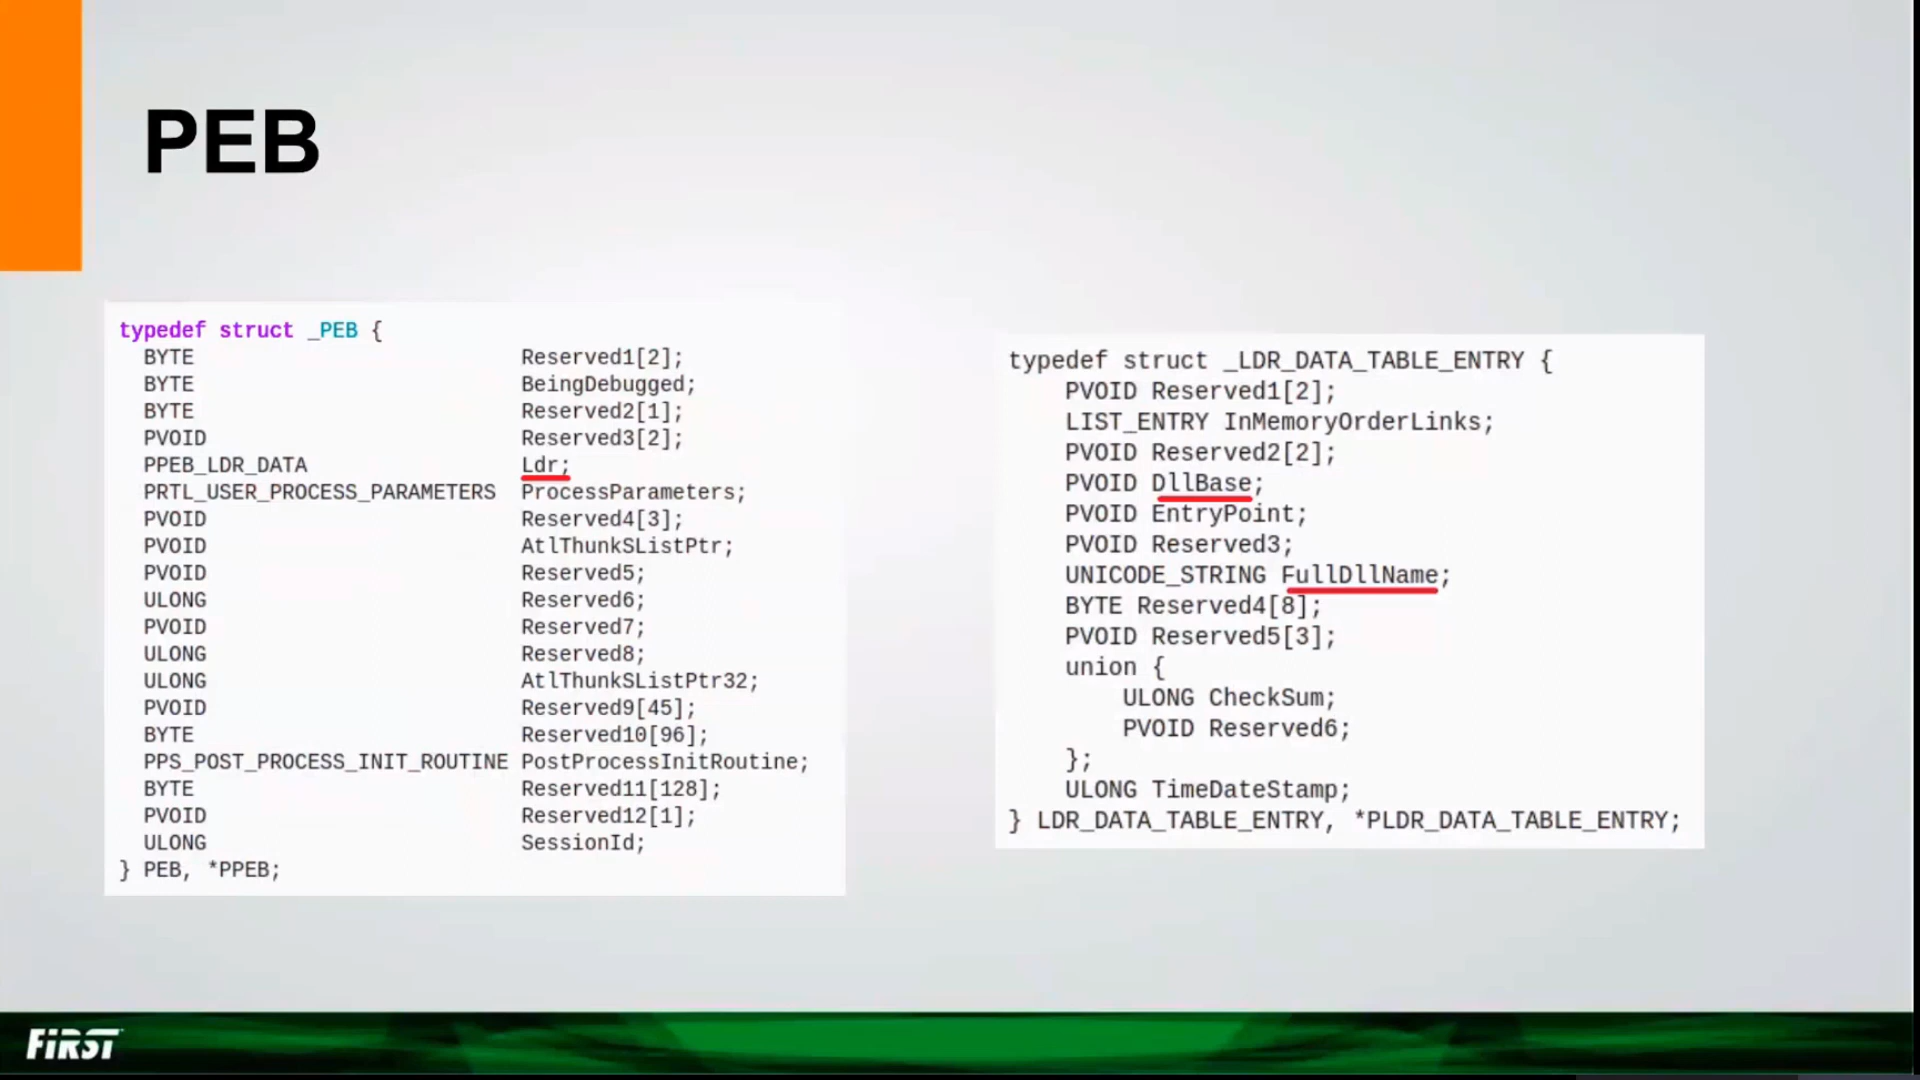 PEB
typedef struct _PEB {
BYTE Reserved1[2];
BYTE BeingDebugged;
BYTE Reserved2[1];
PVOID Reserved3[2];
PPEB_LDR_DATA Ldr;
PRTL_USER_PROCESS_PARAMETERS ProcessParameters;
PVOID Reserved4[3];
PVOID AtlThunkSListPtr;
PVOID Reserved5;
ULONG Reserved6;
PVOID Reserved7;
ULONG Reserved8;
ULONG AtlThunkSListPtr32;
PVOID Reserved9[45];
BYTE Reserved10[96];
PPS_POST_PROCESS_INIT_ROUTINE PostProcessInitRoutine;
BYTE Reserved11[128];
PVOID Reserved12[1];
ULONG SessionId;
} PEB, *PPEB;
typedef struct _LDR_DATA_TABLE_ENTRY {
PVOID Reserved1[2];
LIST_ENTRY InMemoryOrderLinks;
PVOID Reserved2[2];
PVOID DllBase;
PVOID EntryPoint;
PVOID Reserved3;
UNICODE_STRING FullDllName;
BYTE Reserved4[8];
PVOID Reserved5[3];
union {
ULONG CheckSum;
PVOID Reserved6;
};
ULONG TimeDateStamp;
} LDR_DATA_TABLE_ENTRY, *PLDR_DATA_TABLE_ENTRY;
FiRST